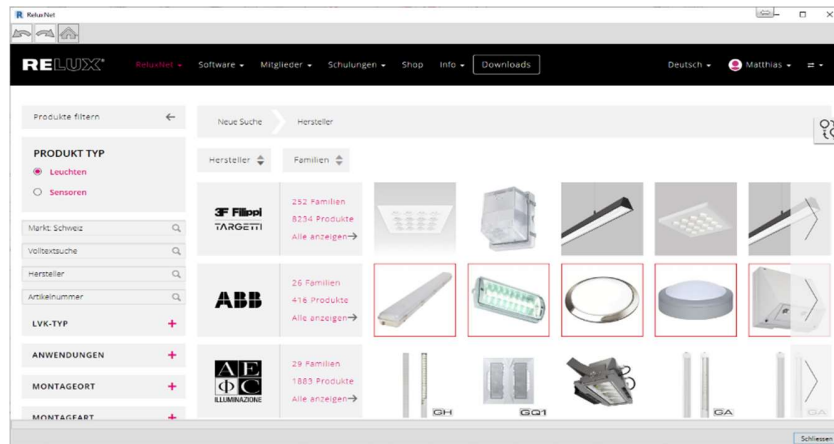 ReluxNet
RELUX®
ReluxNet
Software
Mitglieder
Schulungen
Shop
Info
Downloads
Deutsch
Matthias
Produkte filtern
Neue Suche
Hersteller
PRODUKT TYP
Leuchten
Sensoren
Hersteller
Familien
Markt: Schweiz
Volltextsuche
Hersteller
Artikelnummer
LVK-TYP
ANWENDUNGEN
MONTAGEORT
MONTAGEART
3F Filippi
TARGETTI
252 Familien
8234 Produkte
Alle anzeigen→
ABB
26 Familien
416 Produkte
Alle anzeigen→
AEΦC
ILLUMINAZIONE
29 Familien
1883 Produkte
Alle anzeigen→
GH
GQ1
GA
GA
Schliessen